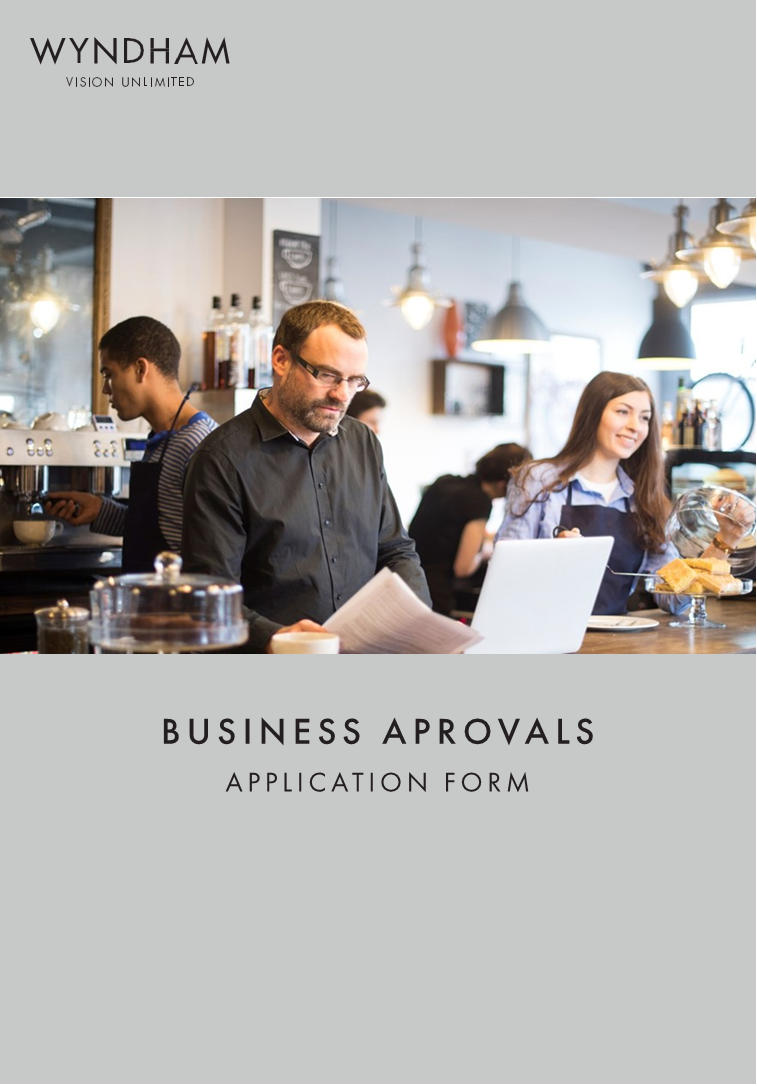 WYNDHAM
VISION UNLIMITED
BUSINESS APROVALS
APPLICATION FORM